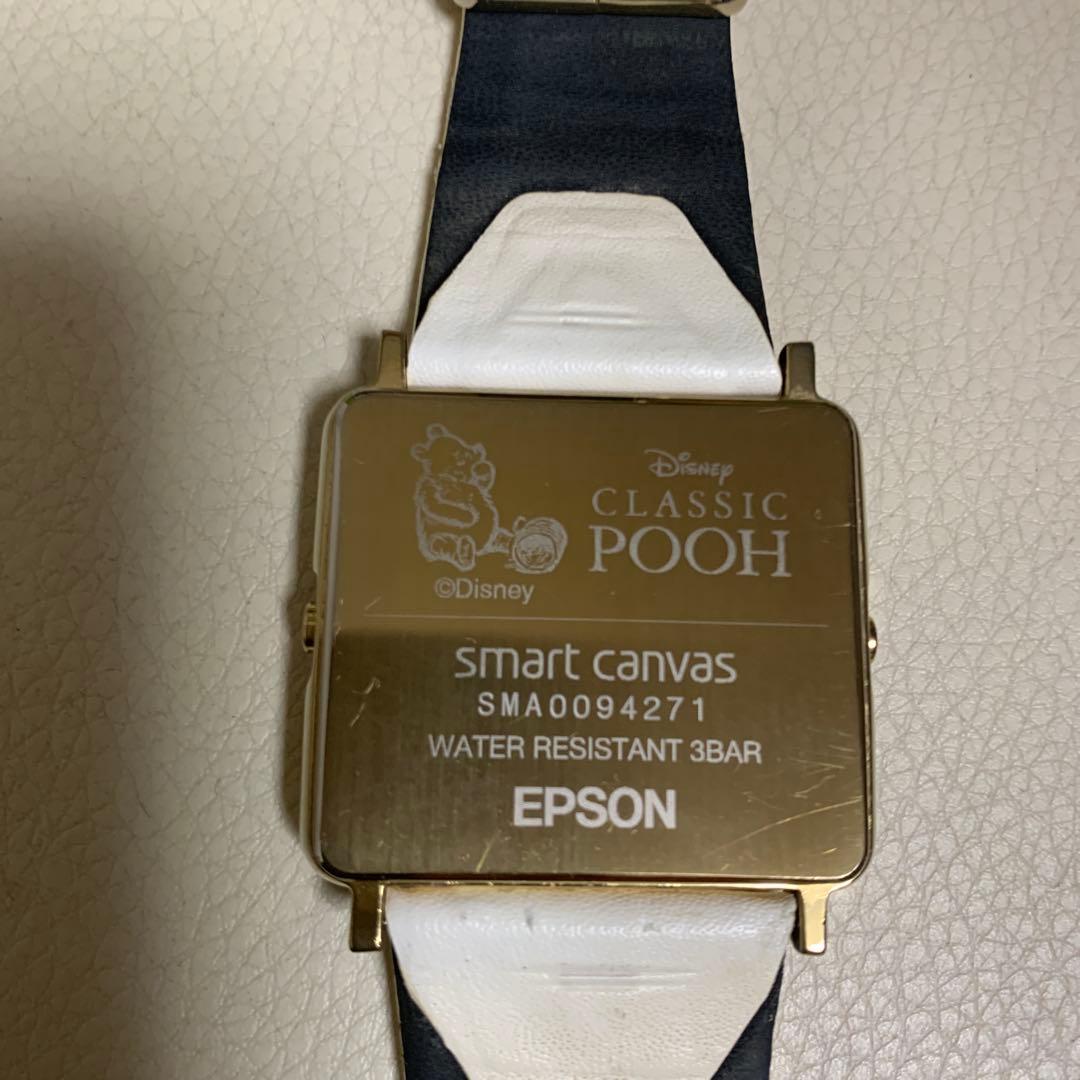 Disney
CLASSIC
POOH
©Disney
smart canvas
SMA0094271
WATER RESISTANT 3BAR
EPSON